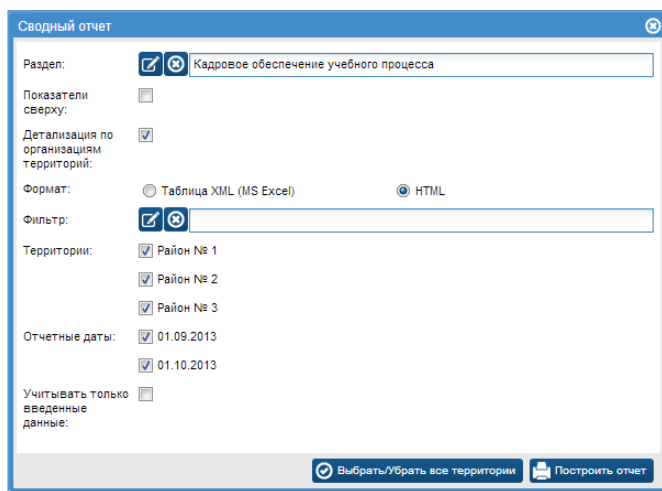 Сводный отчет
Раздел:
Кадровое обеспечение учебного процесса
Показатели
сверху:
Детализация по
организациям
территорий:
Формат:
Таблица XML (MS Excel)
HTML
Фильтр:
Территории:
Район № 1
Район № 2
Район № 3
Отчетные даты:
01.09.2013
01.10.2013
Учитывать только
введенные
данные:
Выбрать/Убрать все территории
Построить отчет